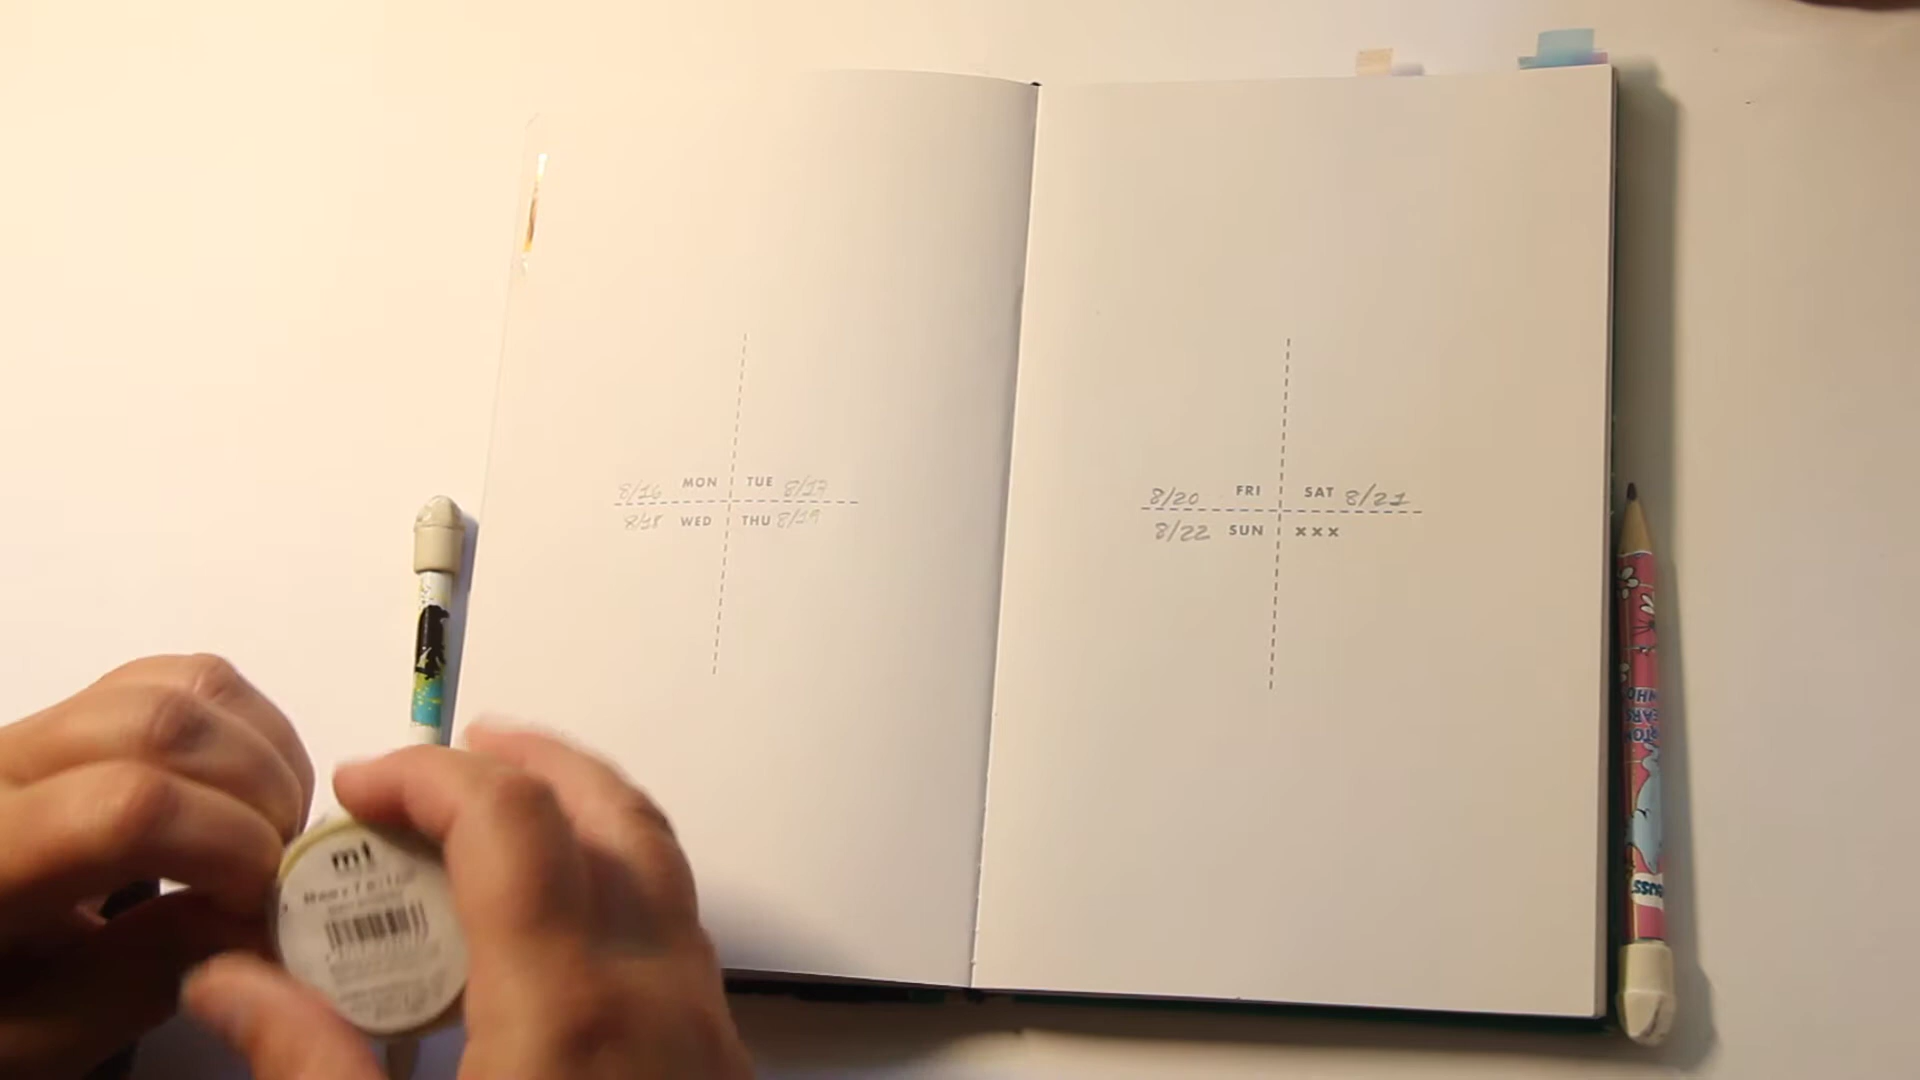 8/16 MON TUE 8/17
8/18 WED THU 8/19
8/20 FRI SAT 8/21
8/22 SUN xxx
mt